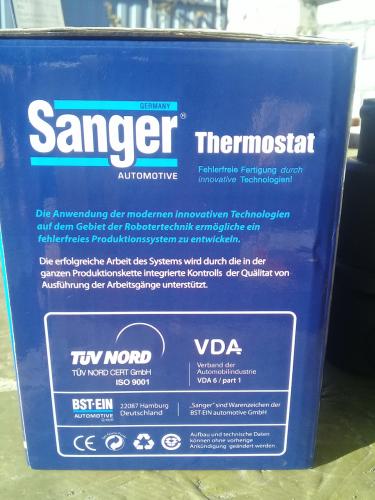 GERMANY
Sanger®
AUTOMOTIVE
Thermostat
Fehlerfreie Fertigung durch
innovative Technologien!
Die Anwendung der modernen innovativen Technologien
auf dem Gebiet der Robotertechnik ermögliche ein
fehlerfreies Produktionssystem zu entwickeln.
Die erfolgreiche Arbeit des Systems wird durch die in der
ganzen Produktionskette integrierte Kontrolls der Quälitat von
Ausführung der Arbeitsgänge unterstützt.
TÜV NORD
TÜV NORD CERT GmbH
ISO 9001
VDA
Verband der
Automobilindustrie
VDA 6 / part 1
BST-EIN
AUTOMOTIVE
GmbH
22087 Hamburg
Deutschland
„Sanger" sind Warenzeichen der
BST-EIN automotive GmbH
CE
Aufbau und technische Daten
können ohne vorherige
Ankündigung geändert werden.